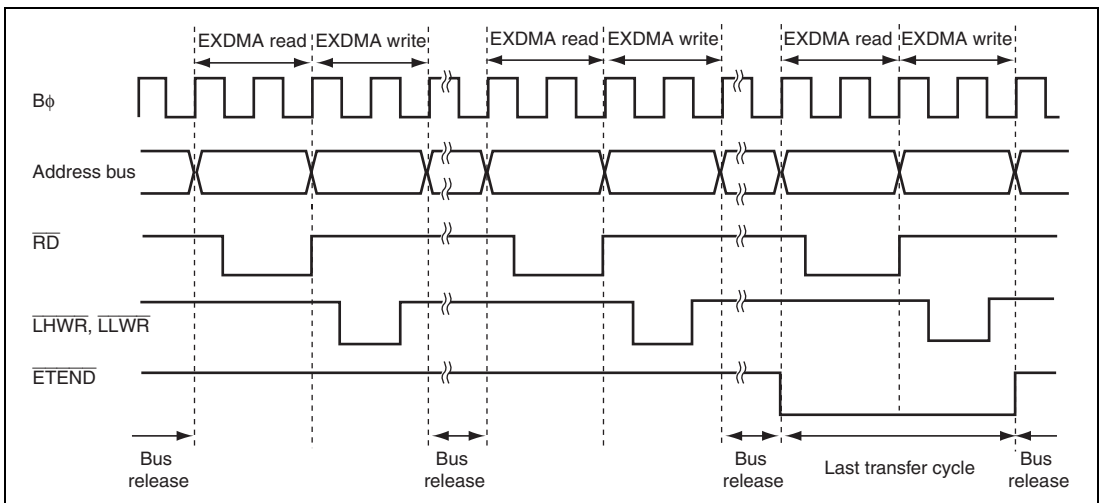 EXDMA read EXDMA write EXDMA read EXDMA write EXDMA read EXDMA write
Bφ
Address bus
RD
LHWR, LLWR
ETEND
Bus release
Bus release
Bus release
Last transfer cycle
Bus release